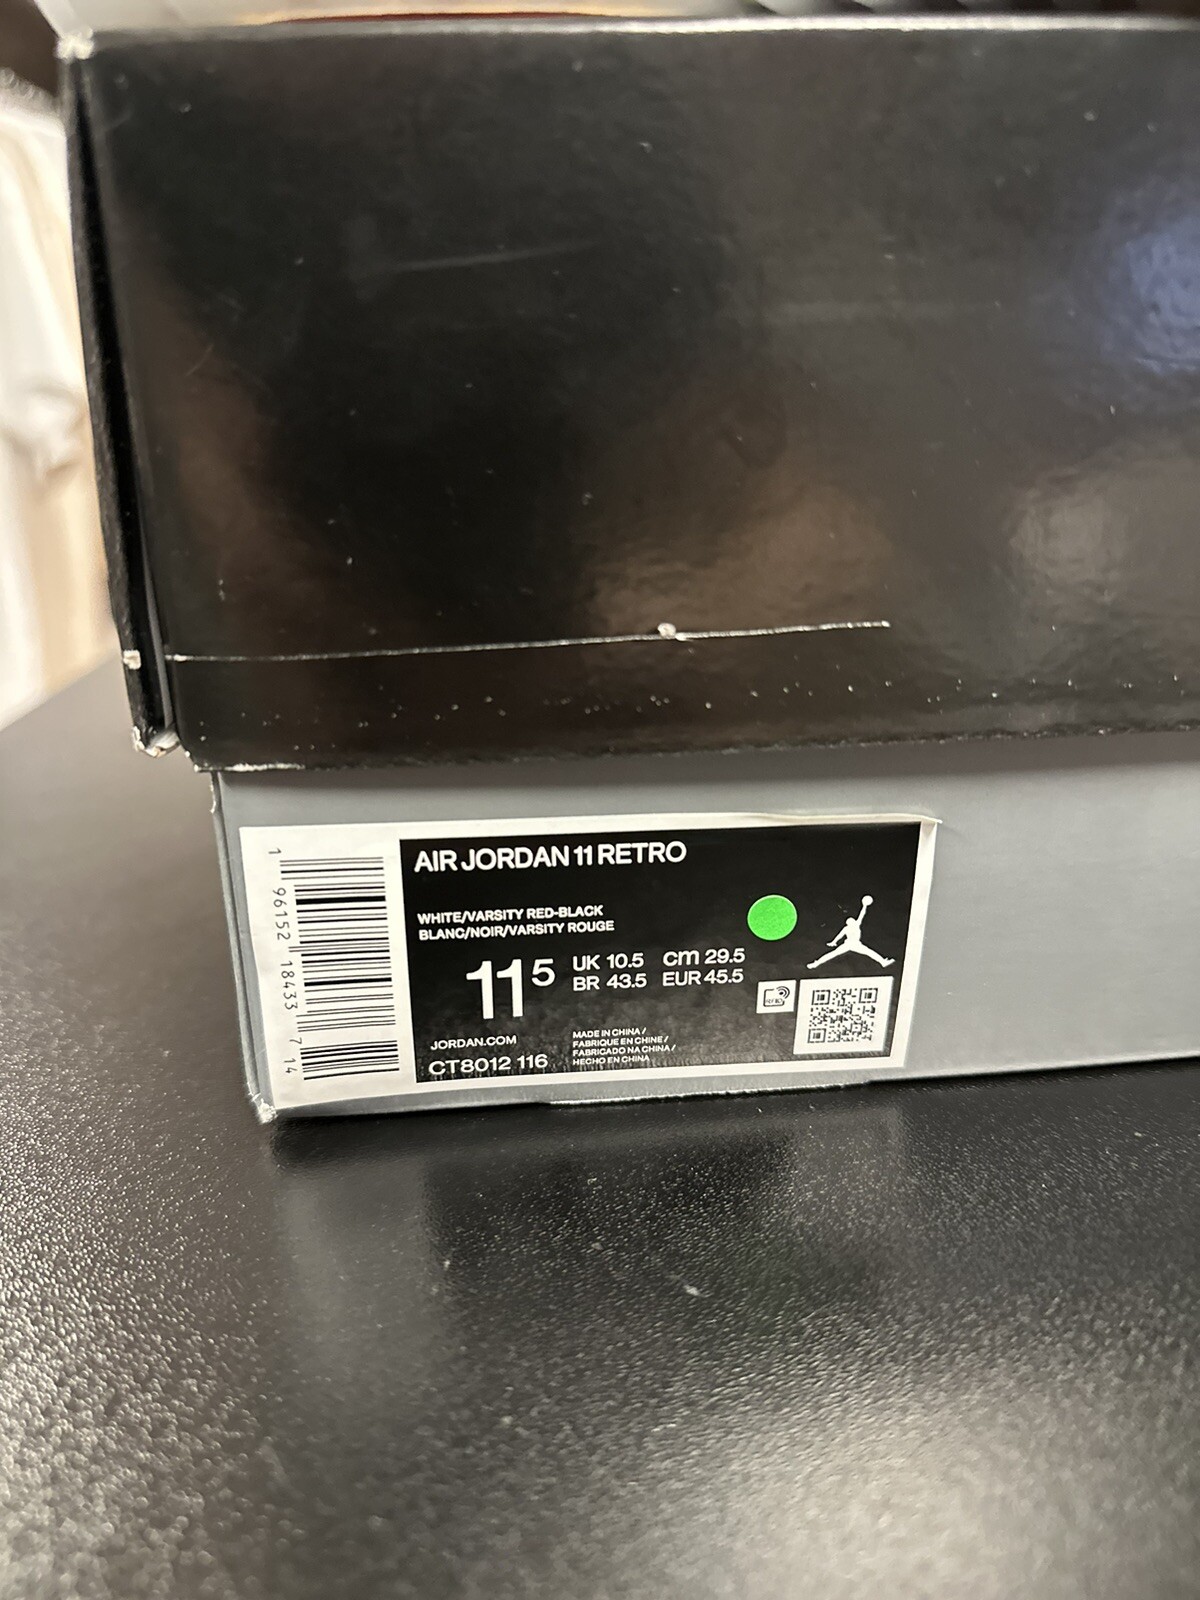 AIR JORDAN 11 RETRO
WHITE/VARSITY RED-BLACK
BLANC/NOIR/VARSITY ROUGE
11 5
UK 10.5 cm 29.5
BR 43.5 EUR 45.5
JORDAN.COM
CT8012 116
MADE IN CHINA /
FABRIQUE EN CHINE /
FABRICADO NA CHINA /
HECHO EN CHINA
1 96152 18433 7 14